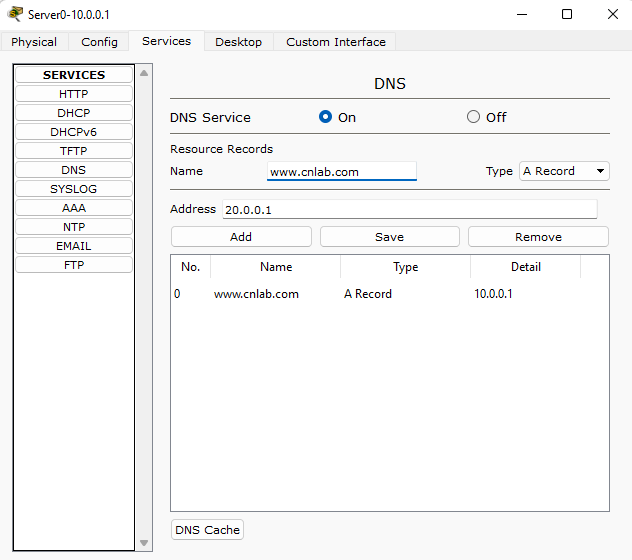 Server0-10.0.0.1
Physical Config Services Desktop Custom Interface
SERVICES
HTTP
DHCP
DHCPv6
TFTP
DNS
SYSLOG
AAA
NTP
EMAIL
FTP
DNS
DNS Service On Off
Resource Records
Name www.cnlab.com Type A Record
Address 20.0.0.1
Add Save Remove
No. Name Type Detail
0 www.cnlab.com A Record 10.0.0.1
DNS Cache